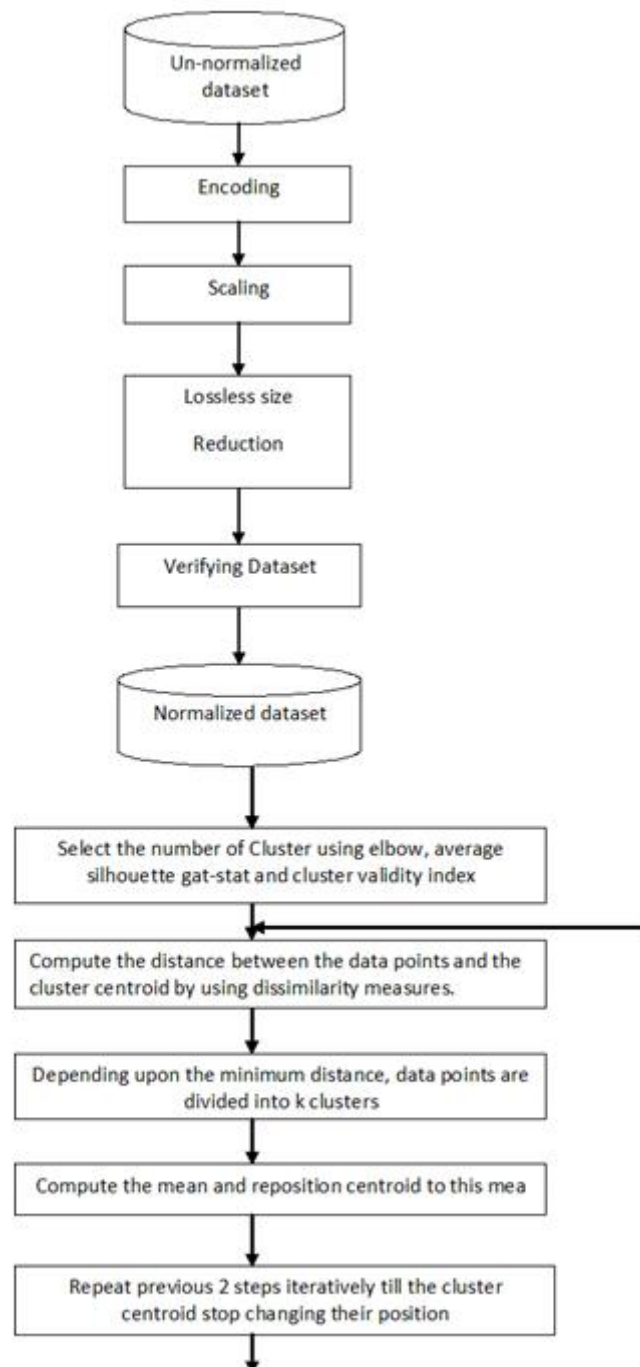 Un-normalized
dataset
Encoding
Scaling
Lossless size
Reduction
Verifying Dataset
Normalized dataset
Select the number of Cluster using elbow, average
silhouette gat-stat and cluster validity index
Compute the distance between the data points and the
cluster centroid by using dissimilarity measures.
Depending upon the minimum distance, data points are
divided into k clusters
Compute the mean and reposition centroid to this mea
Repeat previous 2 steps iteratively till the cluster
centroid stop changing their position